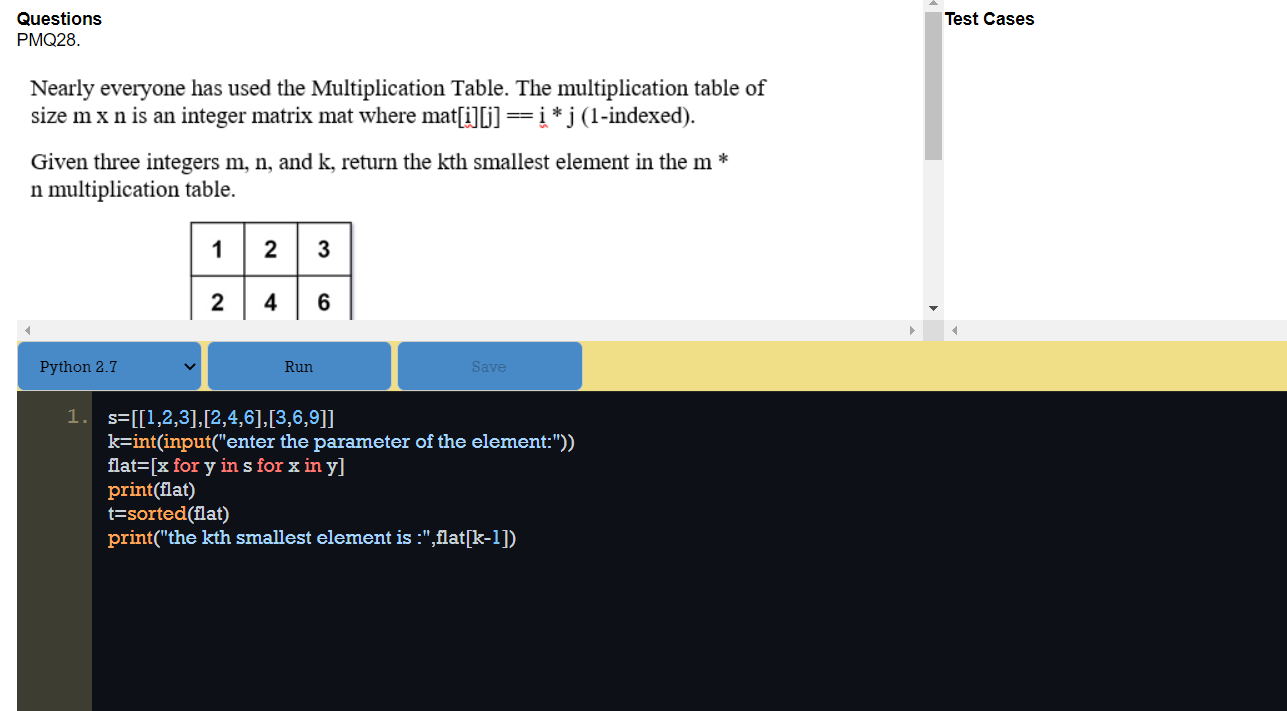 Questions
PMQ28.
Test Cases
Nearly everyone has used the Multiplication Table. The multiplication table of
size m x n is an integer matrix mat where mat[i][j] == i * j (1-indexed).
Given three integers m, n, and k, return the kth smallest element in the m *
n multiplication table.
1 2 3
2 4 6
Python 2.7
Run
Save
1. s=[[1,2,3],[2,4,6],[3,6,9]]
k=int(input("enter the parameter of the element:"))
flat=[x for y in s for x in y]
print(flat)
t=sorted(flat)
print("the kth smallest element is :",flat[k-1])